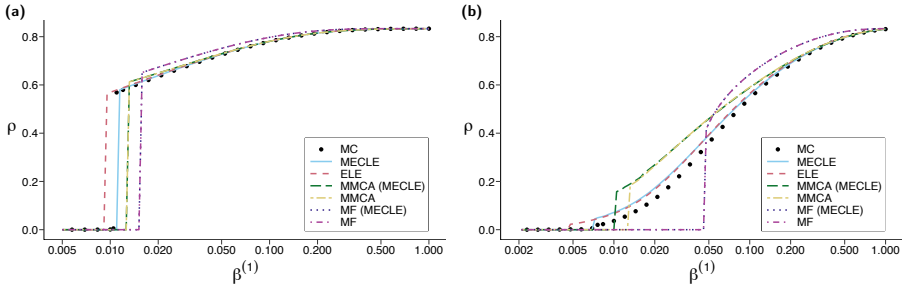 (a)
0.8
0.6
0.4
0.2
0.0
ρ
0.005 0.010 0.020 0.050 0.100 0.200 0.500 1.000
β(1)
MC
MECLE
ELE
MMCA (MECLE)
MMCA
MF (MECLE)
MF
(b)
0.8
0.6
0.4
0.2
0.0
ρ
0.002 0.005 0.010 0.020 0.050 0.100 0.200 0.500 1.000
β(1)
MC
MECLE
ELE
MMCA (MECLE)
MMCA
MF (MECLE)
MF